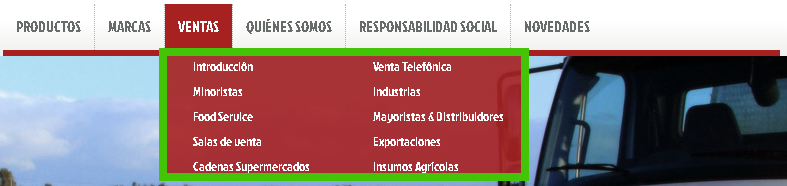 PRODUCTOS MARCAS VENTAS QUIÉNES SOMOS RESPONSABILIDAD SOCIAL NOVEDADES
Introducción Venta Telefónica
Minoristas Industrias
Food Service Mayoristas & Distribuidores
Salas de venta Exportaciones
Cadenas Supermercados Insumos Agrícolas